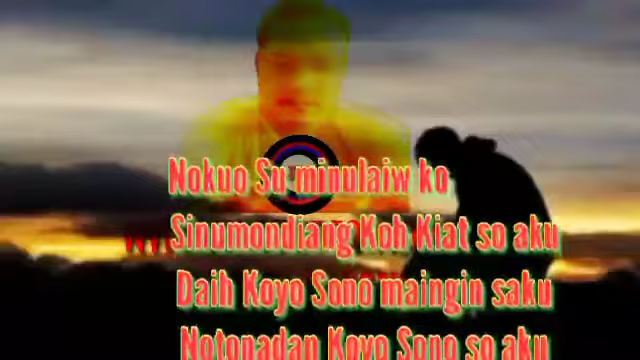 Nokuo Su minulaiw ko
Sinumondiang Koh Kiat so aku
Daih Koyo Sono maingin saku
Notonadan Koyo Sono so aku